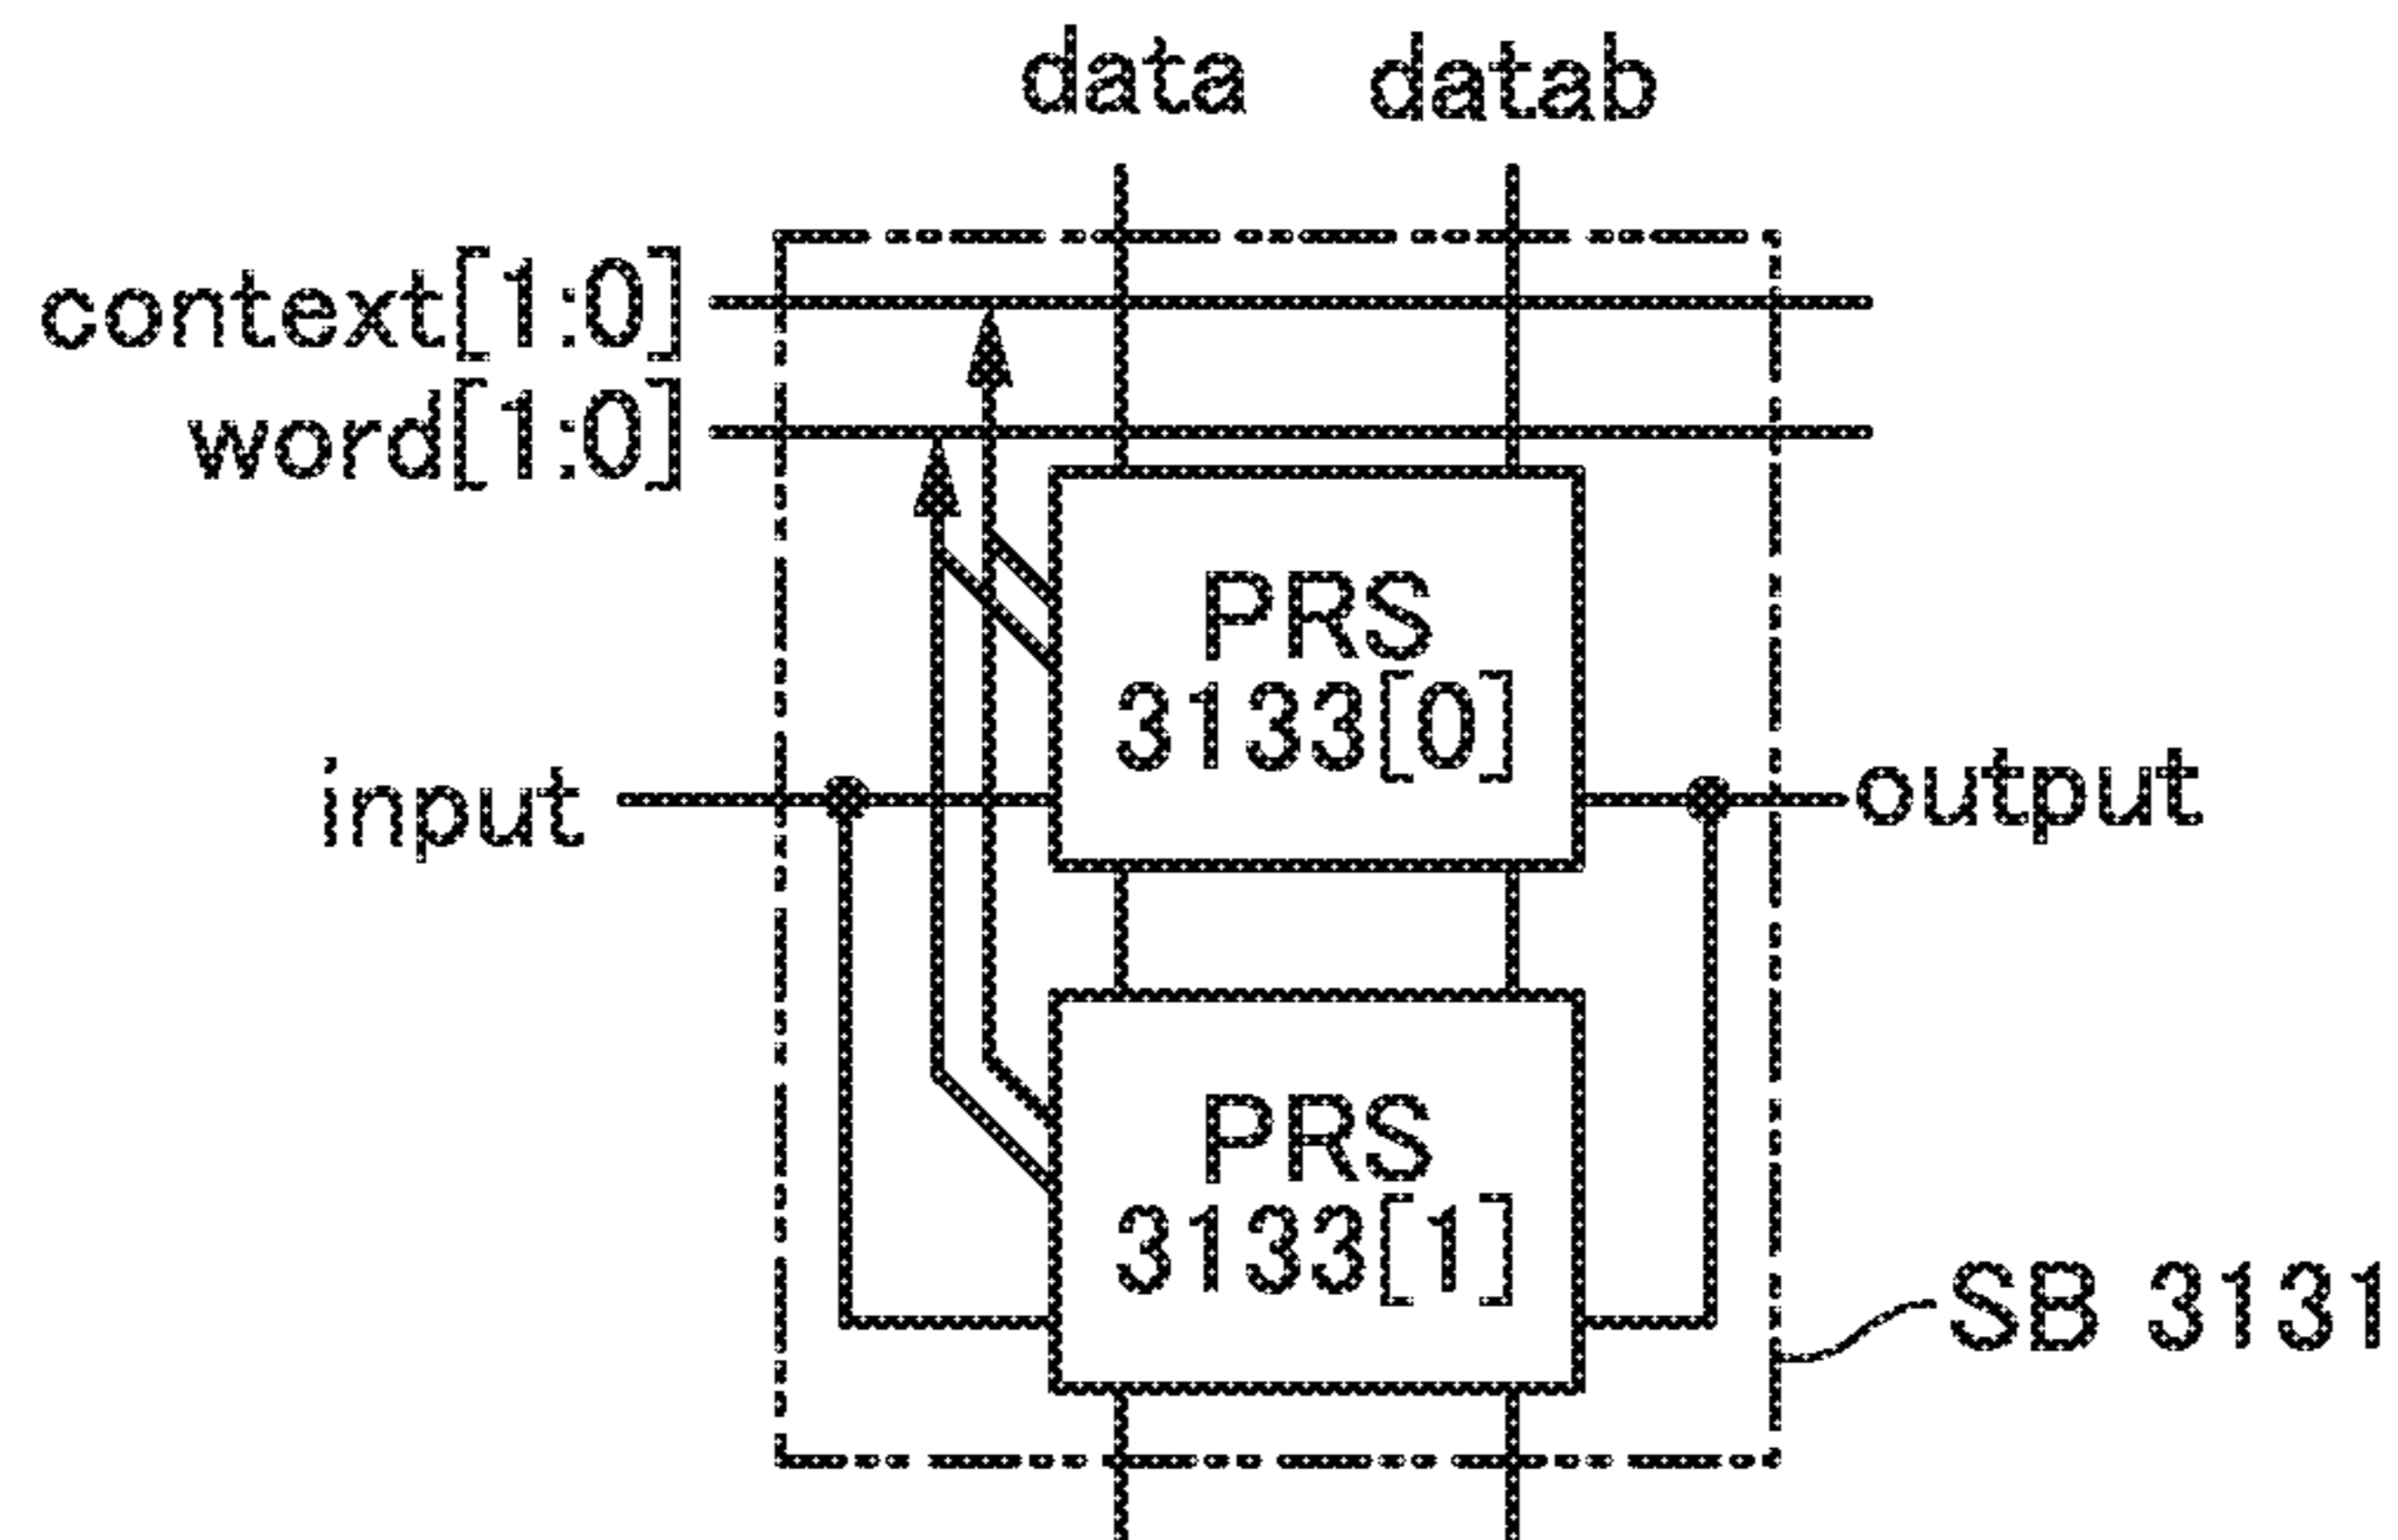 data datab
context[1:0]
word[1:0]
PRS
3133[0]
input
output
PRS
3133[1]
SB 3131